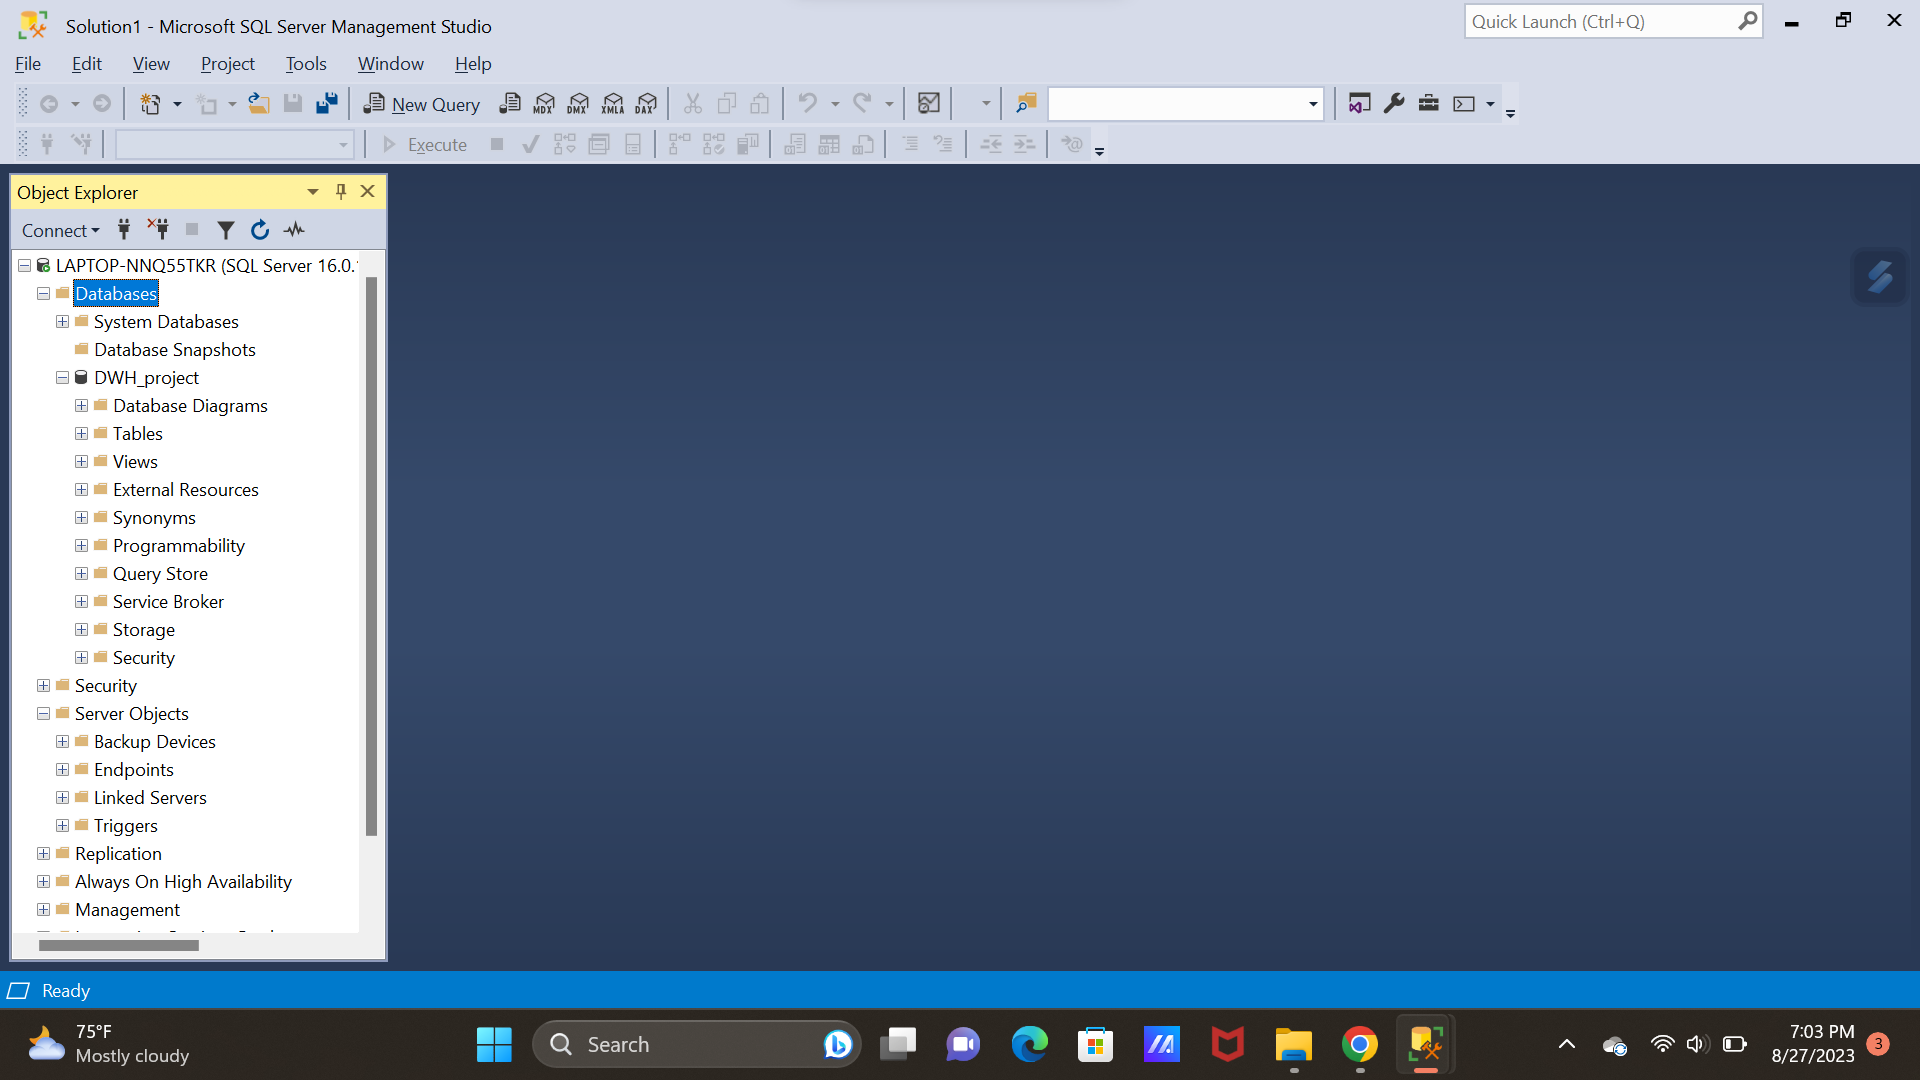 Solution1 - Microsoft SQL Server Management Studio
Quick Launch (Ctrl+Q)
File Edit View Project Tools Window Help
New Query MDX DMX XMLA DAX
Execute
Object Explorer
Connect
LAPTOP-NNQ55TKR (SQL Server 16.0.
Databases
System Databases
Database Snapshots
DWH_project
Database Diagrams
Tables
Views
External Resources
Synonyms
Programmability
Query Store
Service Broker
Storage
Security
Security
Server Objects
Backup Devices
Endpoints
Linked Servers
Triggers
Replication
Always On High Availability
Management
Ready
75°F
Mostly cloudy
Search
7:03 PM
8/27/2023
3